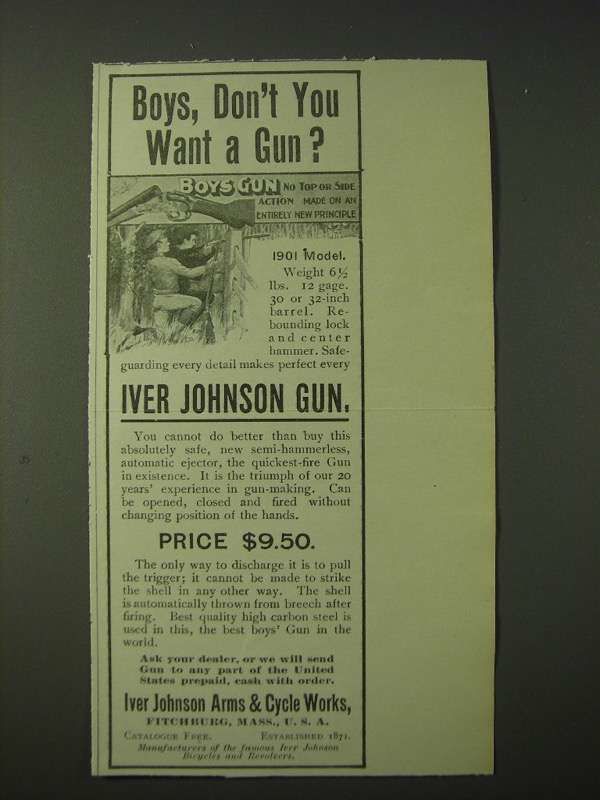 Boys, Don't You
Want a Gun?
BOYS GUN NO TOP OR SIDE
ACTION MADE ON AN
ENTIRELY NEW PRINCIPLE
1901 Model.
Weight 6½
lbs. 12 gage.
30 or 32-inch
barrel. Re-
bounding lock
and center
hammer. Safe-
guarding every detail makes perfect every
IVER JOHNSON GUN.
You cannot do better than buy this
absolutely safe, new semi-hammerless,
automatic ejector, the quickest-fire Gun
in existence. It is the triumph of our 20
years' experience in gun-making. Can
be opened, closed and fired without
changing position of the hands.
PRICE $9.50.
The only way to discharge it is to pull
the trigger; it cannot be made to strike
the shell in any other way. The shell
is automatically thrown from breech after
firing. Best quality high carbon steel is
used in this, the best boys' Gun in the
world.
Ask your dealer, or we will send
Gun to any part of the United
States prepaid, cash with order.
Iver Johnson Arms & Cycle Works,
FITCHBURG, MASS., U. S. A.
CATALOGUE FREE. ESTABLISHED 1871.
Manufacturers of the famous Iver Johnson
Bicycles and Revolvers.